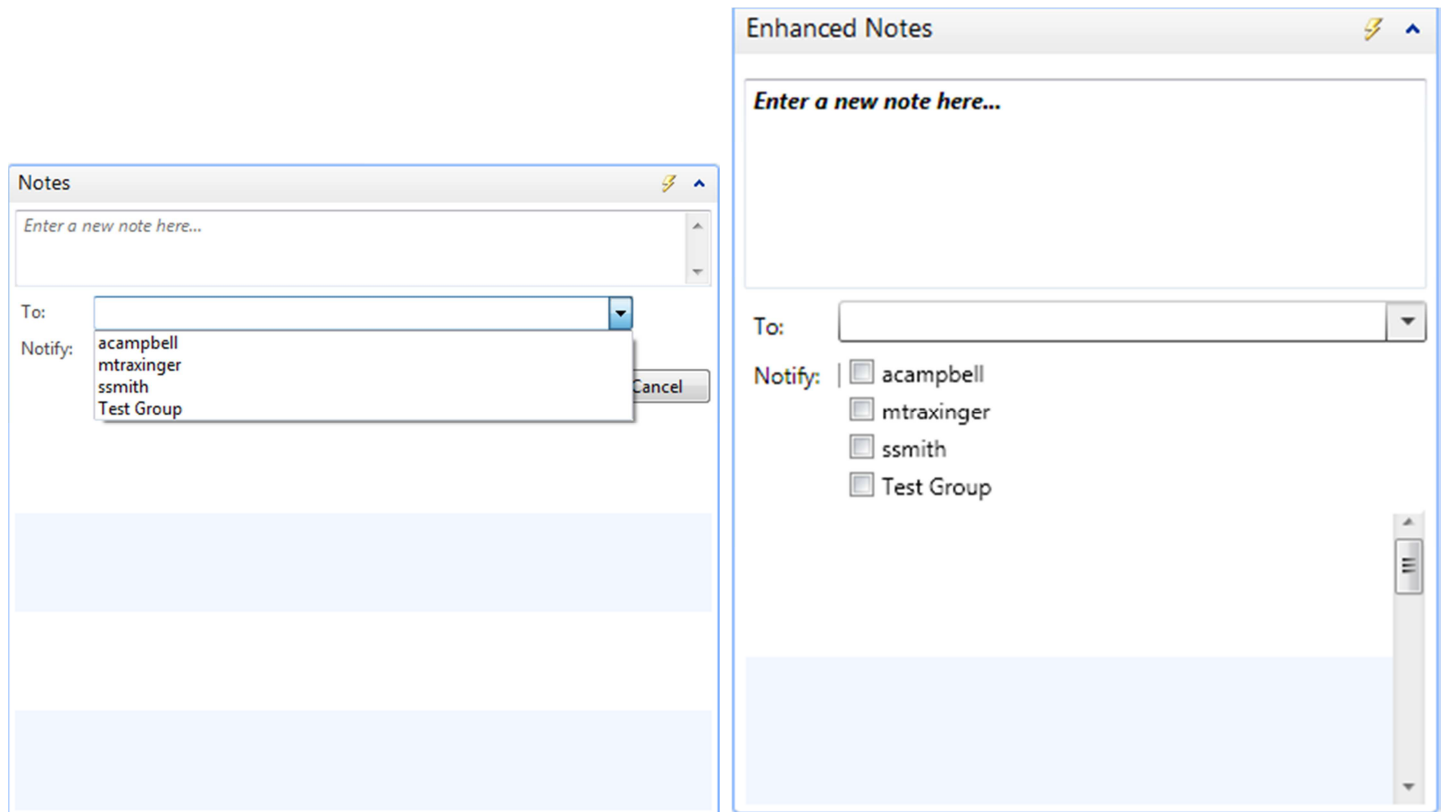 Notes
Enter a new note here...
To:
acampbell
Notify:
mtraxinger
ssmith
Cancel
Test Group
Enhanced Notes
Enter a new note here...
To:
Notify:
acampbell
mtraxinger
ssmith
Test Group